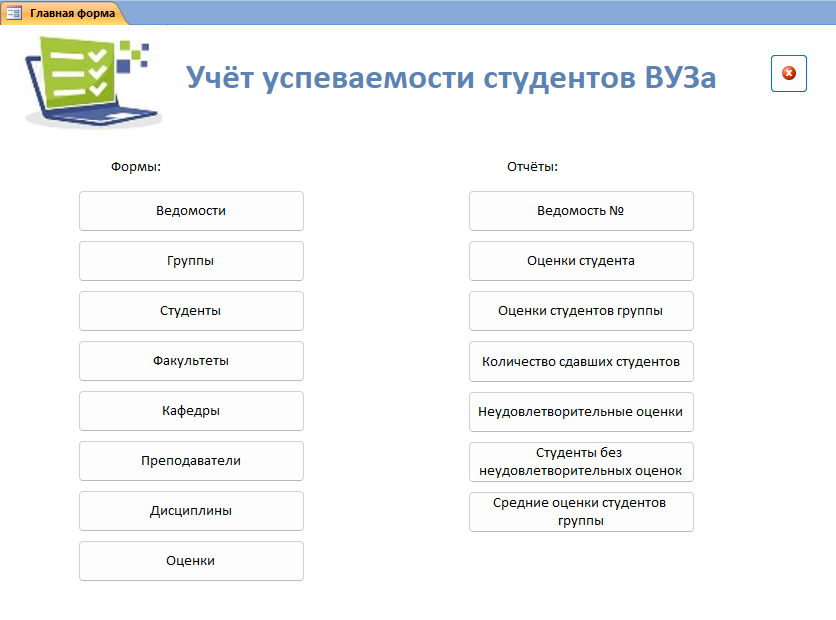 Главная форма
Учёт успеваемости студентов ВУЗа
Формы:
Ведомости
Группы
Студенты
Факультеты
Кафедры
Преподаватели
Дисциплины
Оценки
Отчёты:
Ведомость №
Оценки студента
Оценки студентов группы
Количество сдавших студентов
Неудовлетворительные оценки
Студенты без
неудовлетворительных оценок
Средние оценки студентов
группы